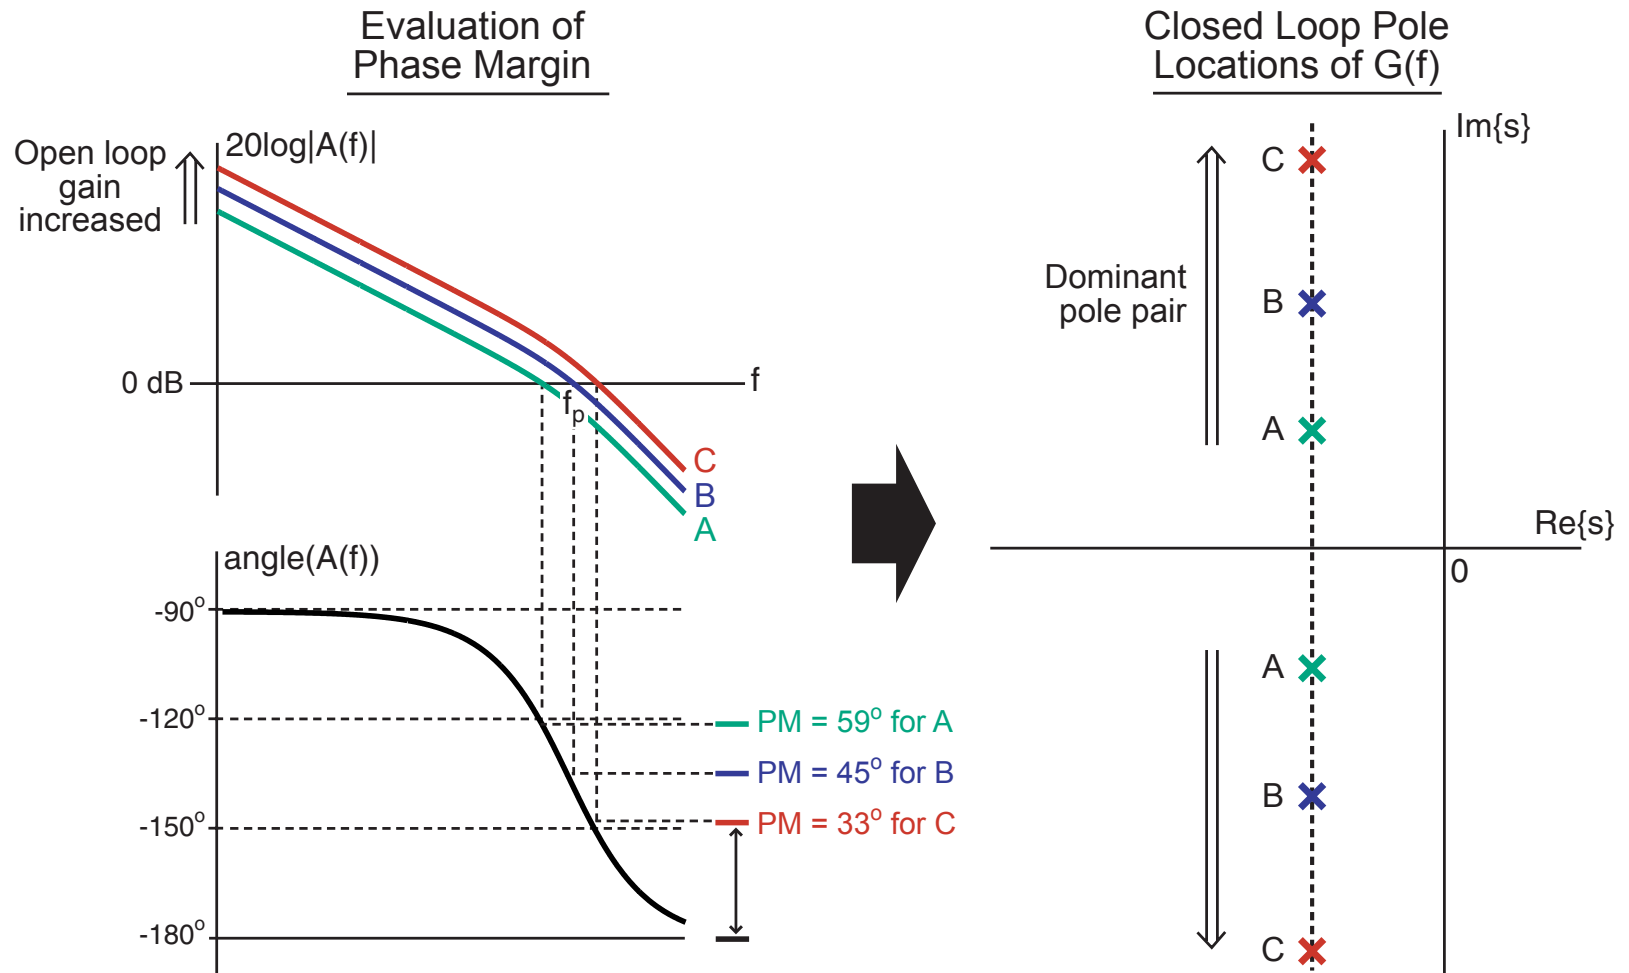 Evaluation of
Phase Margin
Closed Loop Pole
Locations of G(f)
Open loop
gain
increased
20log|A(f)|
0 dB
f
fp
C
B
A
angle(A(f))
-90°
-120°
-150°
-180°
PM = 59° for A
PM = 45° for B
PM = 33° for C
Im{s}
C
Dominant
pole pair
B
A
Re{s}
0
A
B
C